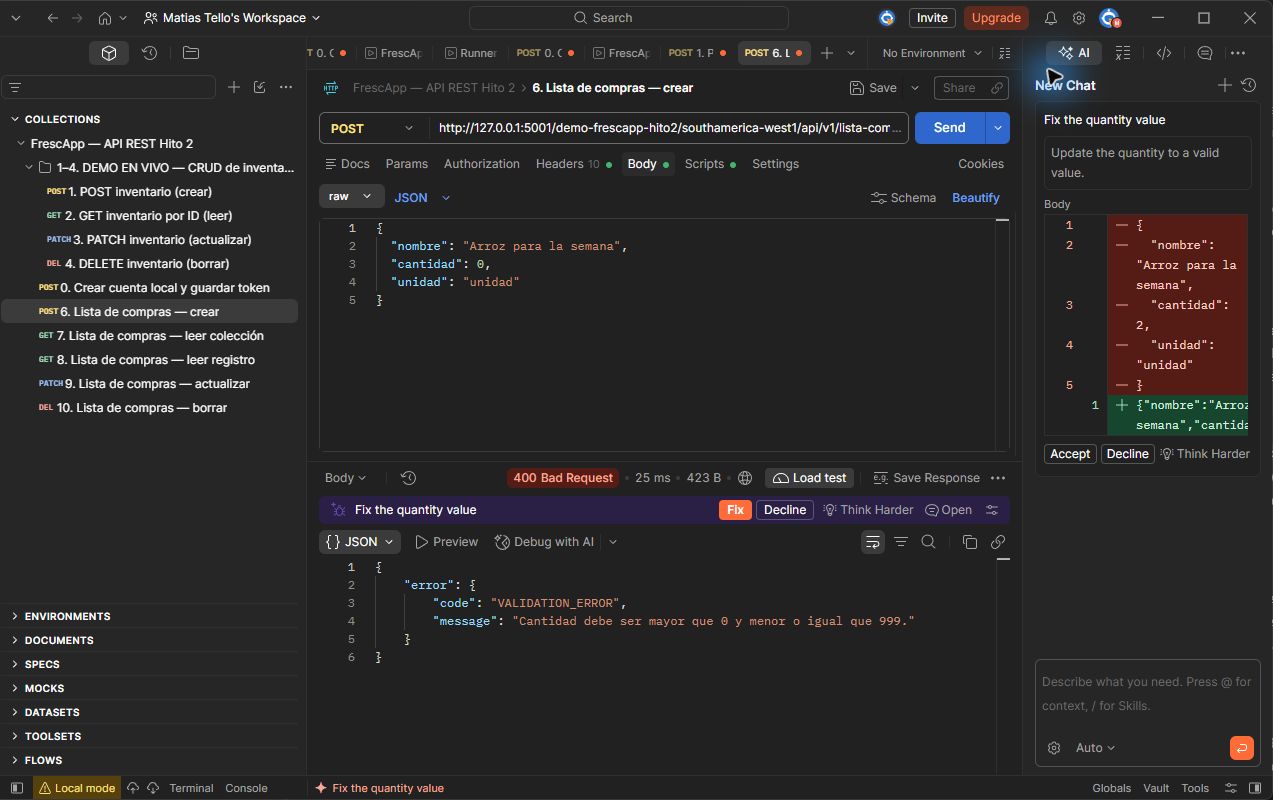 Matias Tello's Workspace
Search
Invite
Upgrade
POST 0. C
FrescAp
Runner
POST 0. C
FrescAp
POST 1. P
POST 6. L
No Environment
AI
FrescApp — API REST Hito 2 > 6. Lista de compras — crear
Save
Share
New Chat
COLLECTIONS
FrescApp — API REST Hito 2
1–4. DEMO EN VIVO — CRUD de inventa...
POST 1. POST inventario (crear)
GET 2. GET inventario por ID (leer)
PATCH 3. PATCH inventario (actualizar)
DEL 4. DELETE inventario (borrar)
POST 0. Crear cuenta local y guardar token
POST 6. Lista de compras — crear
GET 7. Lista de compras — leer colección
GET 8. Lista de compras — leer registro
PATCH 9. Lista de compras — actualizar
DEL 10. Lista de compras — borrar
ENVIRONMENTS
DOCUMENTS
SPECS
MOCKS
DATASETS
TOOLSETS
FLOWS
POST
http://127.0.0.1:5001/demo-frescapp-hito2/southamerica-west1/api/v1/lista-com...
Send
Docs
Params
Authorization
Headers 10
Body
Scripts
Settings
Cookies
raw
JSON
Schema
Beautify
1 {
2 "nombre": "Arroz para la semana",
3 "cantidad": 0,
4 "unidad": "unidad"
5 }
Body
400 Bad Request
25 ms
423 B
Load test
e.g. Save Response
Fix the quantity value
Fix
Decline
Think Harder
Open
{} JSON
Preview
Debug with AI
1 {
2 "error": {
3 "code": "VALIDATION_ERROR",
4 "message": "Cantidad debe ser mayor que 0 y menor o igual que 999."
5 }
6 }
Fix the quantity value
Update the quantity to a valid
value.
Body
1 — {
2 — "nombre":
"Arroz para la
semana",
3 — "cantidad":
2,
4 — "unidad":
"unidad"
5 — }
1 + {"nombre":"Arroz
semana","cantida
Accept
Decline
Think Harder
Describe what you need. Press @ for
context, / for Skills.
Auto
Local mode
Terminal
Console
Fix the quantity value
Globals
Vault
Tools